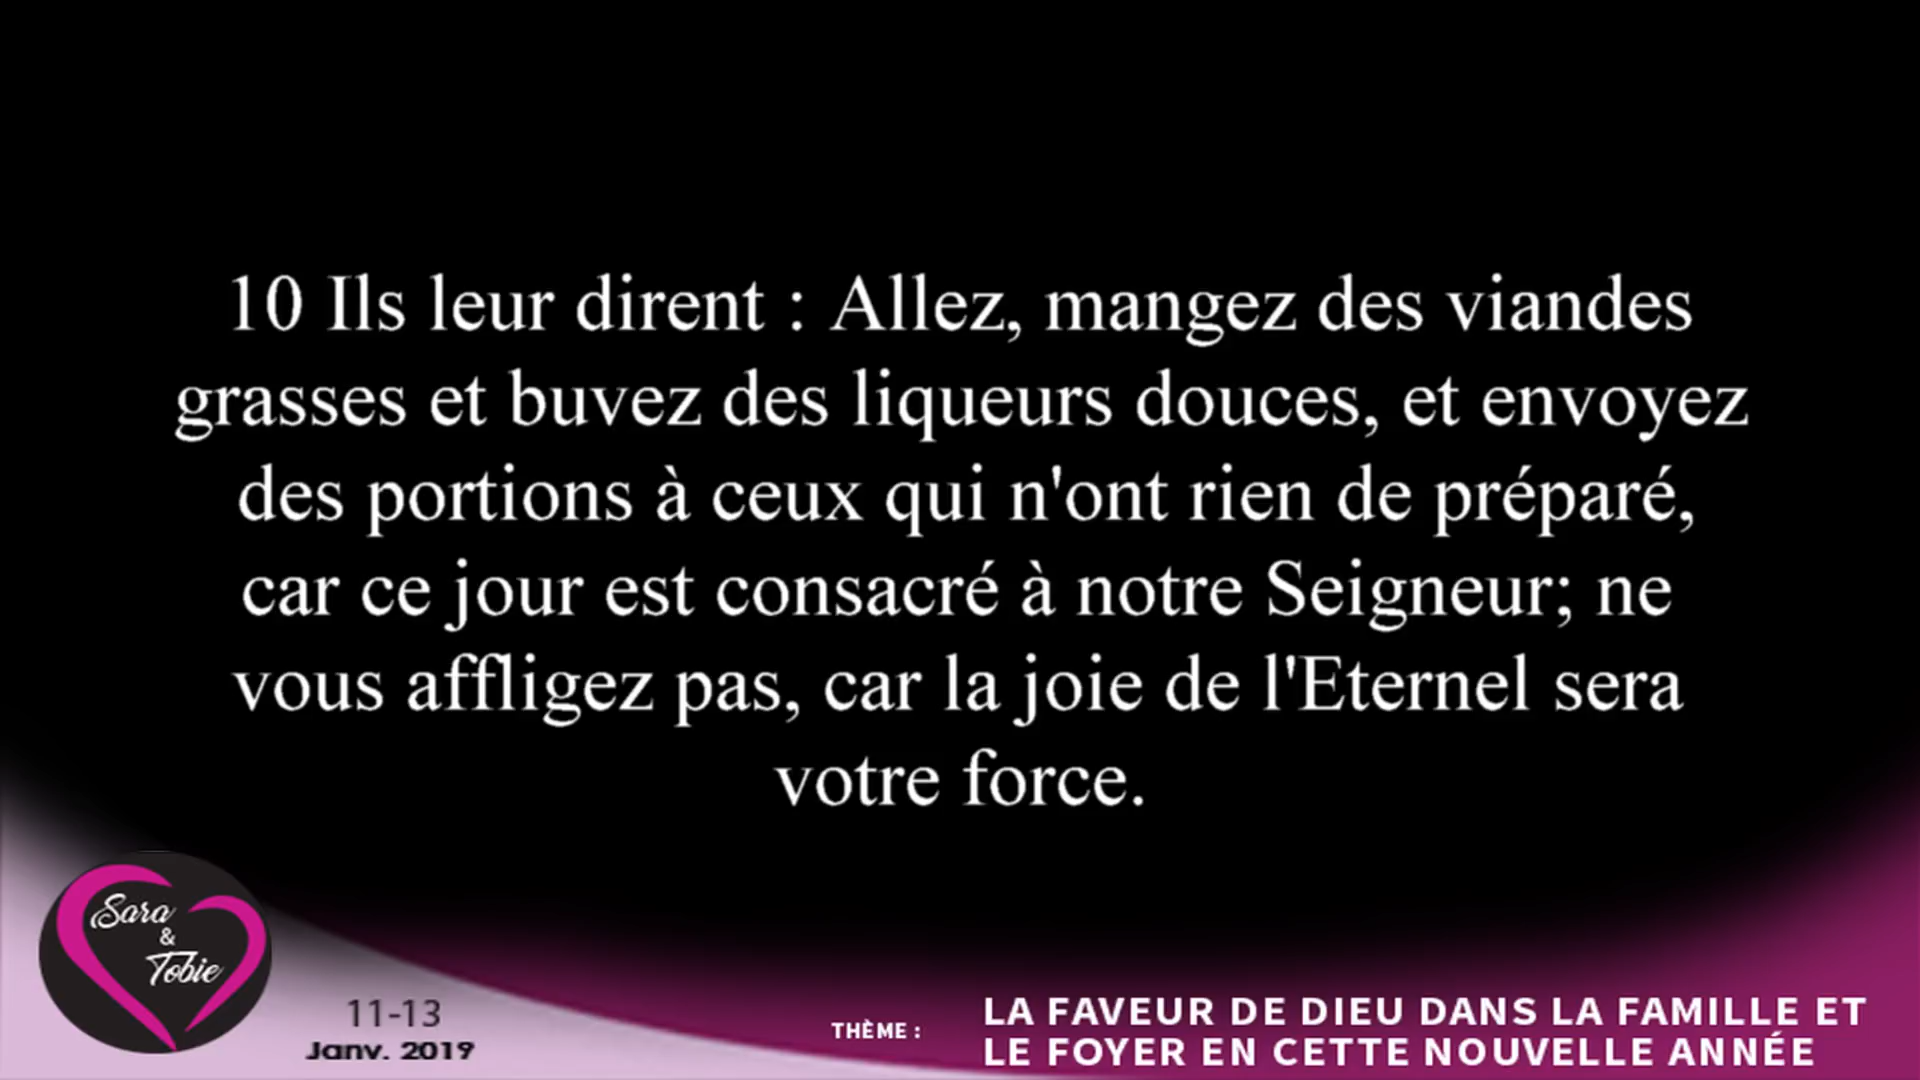 10 Ils leur dirent : Allez, mangez des viandes
grasses et buvez des liqueurs douces, et envoyez
des portions à ceux qui n'ont rien de préparé,
car ce jour est consacré à notre Seigneur; ne
vous affligez pas, car la joie de l'Eternel sera
votre force.
Sara
&
Tobie
11-13
Janv. 2019
THÈME :
LA FAVEUR DE DIEU DANS LA FAMILLE ET
LE FOYER EN CETTE NOUVELLE ANNÉE